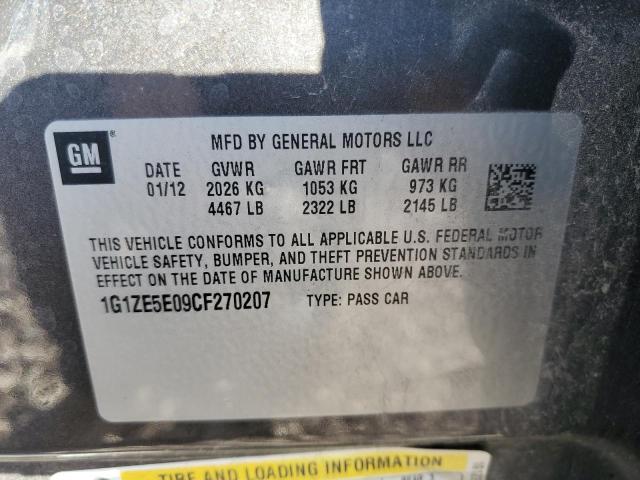 GM
MFD BY GENERAL MOTORS LLC
DATE GVWR GAWR FRT GAWR RR
01/12 2026 KG 1053 KG 973 KG
4467 LB 2322 LB 2145 LB
THIS VEHICLE CONFORMS TO ALL APPLICABLE U.S. FEDERAL MOTOR
VEHICLE SAFETY, BUMPER, AND THEFT PREVENTION STANDARDS IN
EFFECT ON THE DATE OF MANUFACTURE SHOWN ABOVE.
1G1ZE5E09CF270207 TYPE: PASS CAR
TIRE AND LOADING INFORMATION